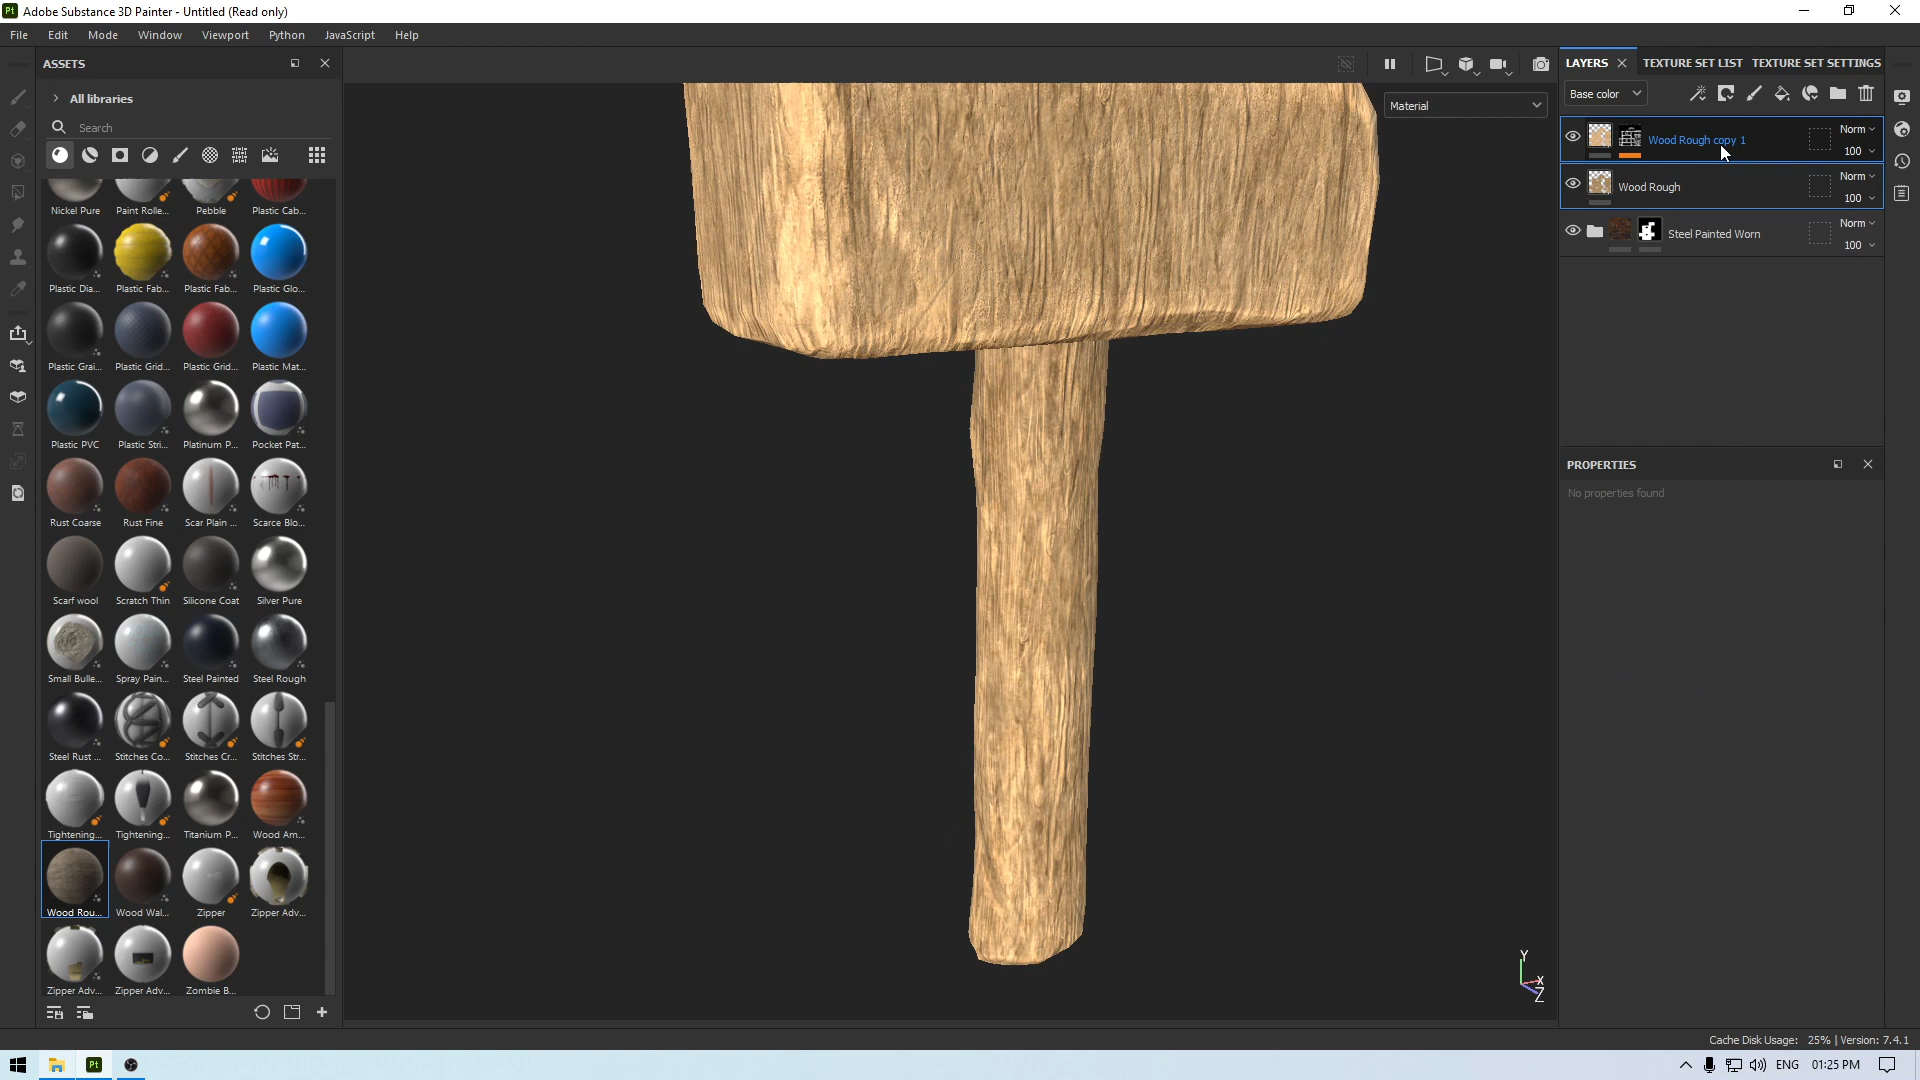 Pt Adobe Substance 3D Painter - Untitled (Read only)
File Edit Mode Window Viewport Python JavaScript Help
ASSETS
All libraries
Search
Nickel Pure Paint Rolle... Pebble Plastic Cab...
Plastic Dia... Plastic Fab... Plastic Fab... Plastic Glo...
Plastic Grai... Plastic Grid... Plastic Grid... Plastic Mat...
Plastic PVC Plastic Stri... Platinum P... Pocket Pat...
Rust Coarse Rust Fine Scar Plain ... Scarce Blo...
Scarf wool Scratch Thin Silicone Coat Silver Pure
Small Bulle... Spray Pain... Steel Painted Steel Rough
Steel Rust ... Stitches Co... Stitches Cr... Stitches Str...
Tightening... Tightening... Titanium P... Wood Am...
Wood Rou... Wood Wal... Zipper Zipper Adv...
Zipper Adv... Zipper Adv... Zombie B...
Material
Y
X
Z
LAYERS TEXTURE SET LIST TEXTURE SET SETTINGS
Base color
Wood Rough copy 1 Norm
100
Wood Rough Norm
100
Steel Painted Worn Norm
100
PROPERTIES
No properties found
Cache Disk Usage: 25% | Version: 7.4.1
Pt
ENG 01:25 PM